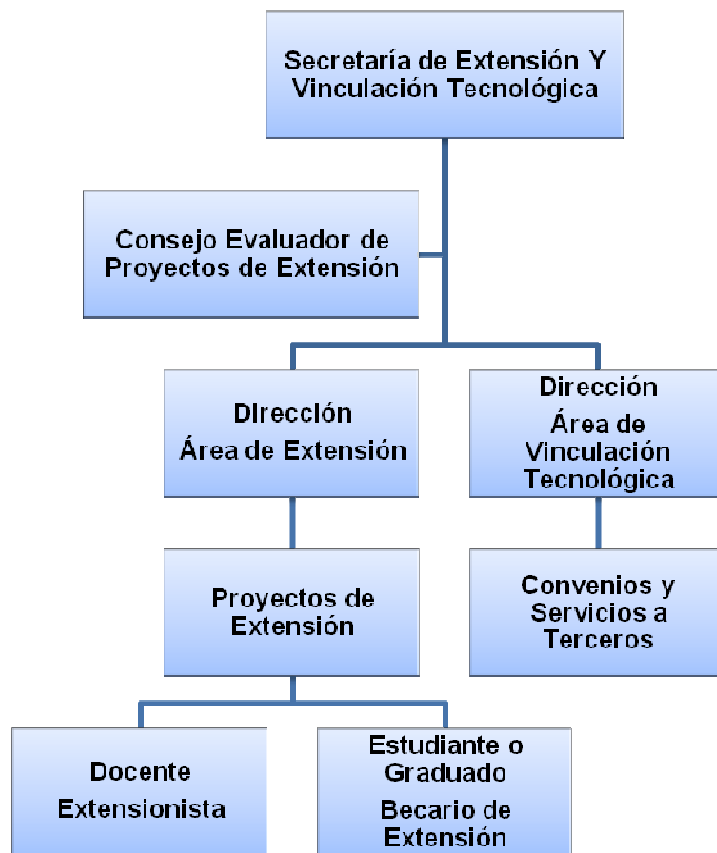 Secretaría de Extensión Y
Vinculación Tecnológica
Consejo Evaluador de
Proyectos de Extensión
Dirección
Área de Extensión
Dirección
Área de
Vinculación
Tecnológica
Proyectos de
Extensión
Convenios y
Servicios a
Terceros
Docente
Extensionista
Estudiante o
Graduado
Becario de
Extensión